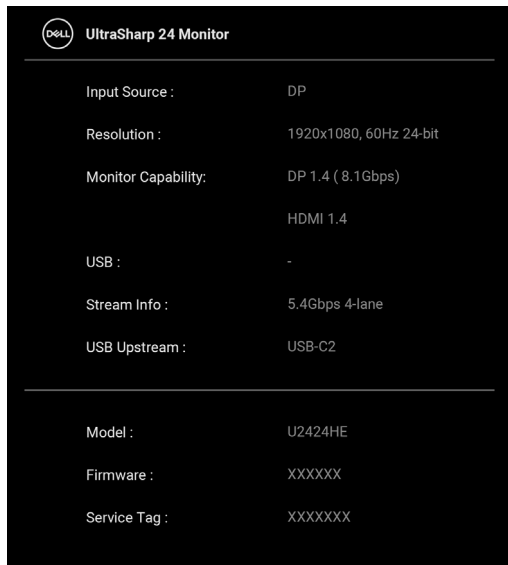 DELL UltraSharp 24 Monitor
Input Source : DP
Resolution : 1920x1080, 60Hz 24-bit
Monitor Capability: DP 1.4 ( 8.1Gbps)
HDMI 1.4
USB : -
Stream Info : 5.4Gbps 4-lane
USB Upstream : USB-C2
Model : U2424HE
Firmware : XXXXXX
Service Tag : XXXXXXX